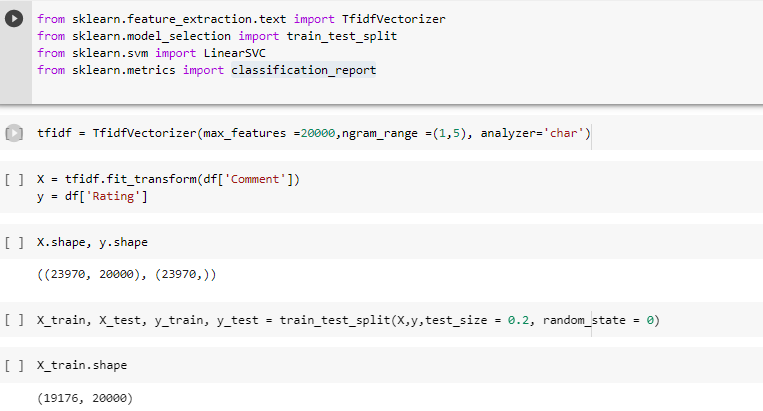 from sklearn.feature_extraction.text import TfidfVectorizer
from sklearn.model_selection import train_test_split
from sklearn.svm import LinearSVC
from sklearn.metrics import classification_report
tfidf = TfidfVectorizer(max_features =20000,ngram_range =(1,5), analyzer='char')
[ ] X = tfidf.fit_transform(df['Comment'])
y = df['Rating']
[ ] X.shape, y.shape
((23970, 20000), (23970,))
[ ] X_train, X_test, y_train, y_test = train_test_split(X,y,test_size = 0.2, random_state = 0)
[ ] X_train.shape
(19176, 20000)